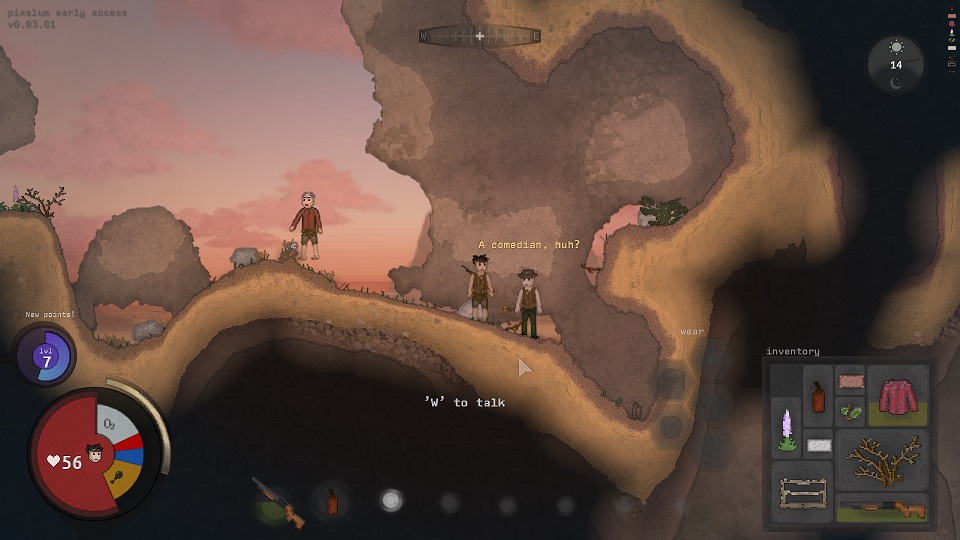 pixelum early access
v0.03.01
W E
14
A comedian, huh?
New points!
lvl
7
wear
inventory
'W' to talk
O₂
56